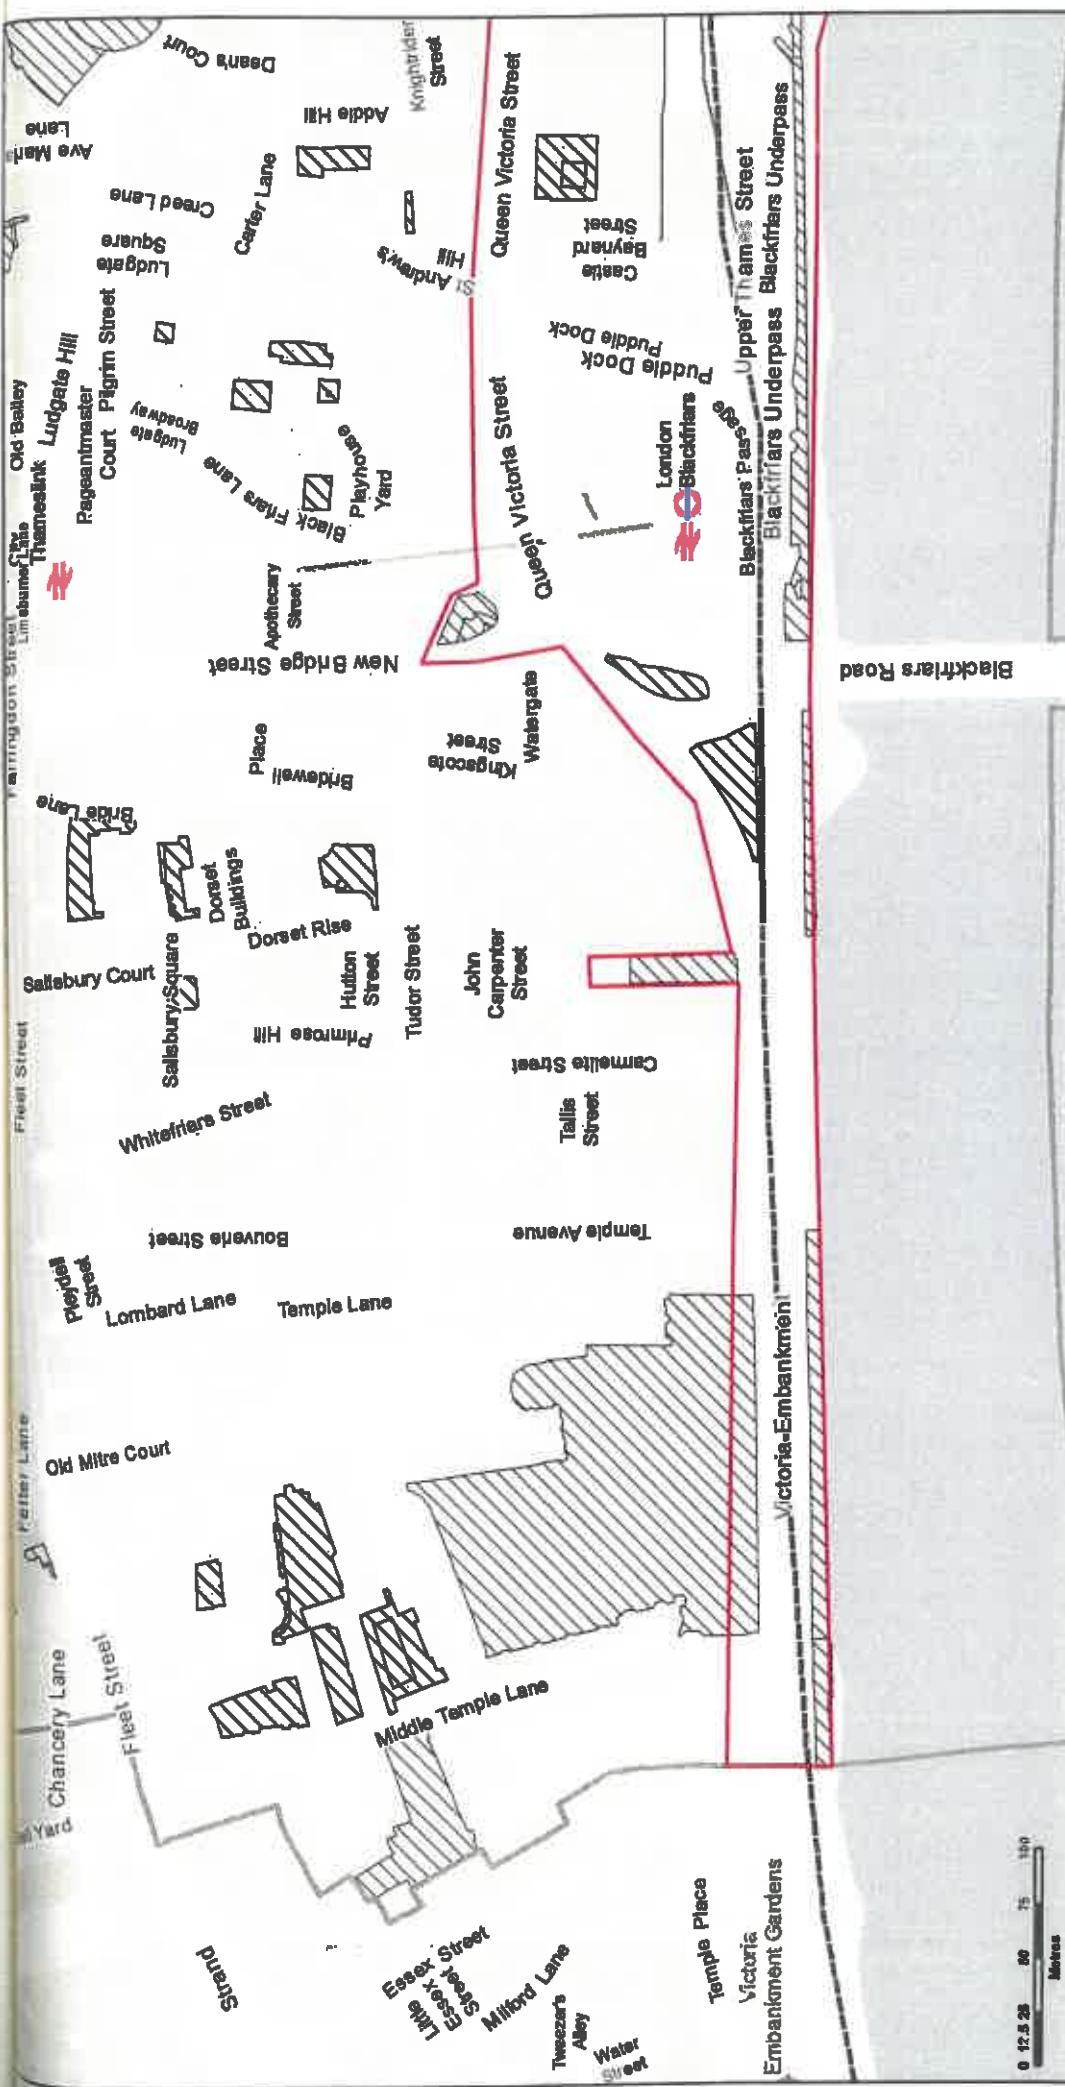 Strand
Little
Essex
Street
Essex Street
Milford Lane
Tweezer's
Alley
Water
Street
Temple Place
Victoria
Embankment Gardens
Yard
Chancery Lane
Fleet Street
Middle Temple Lane
Fetter Lane
Old Mitre Court
Pleydell
Street
Lombard Lane
Temple Lane
Bouverie Street
Temple Avenue
Victoria Embankment
Fleet Street
Whitefriars Street
Tallis
Street
Carmelite Street
Salisbury Court
Salisbury Square
Primrose Hill
Hutton
Street
Tudor Street
John
Carpenter
Street
Dorset Rise
Dorset
Buildings
Bride Lane
Bridewell
Place
Kingscote
Street
Watergate
New Bridge Street
Blackfriars Road
Farringdon Street
Limeburner Lane
City
Thameslink
Old Bailey
Ludgate Hill
Pageantmaster
Court
Pilgrim Street
Ludgate
Broadway
Black Friars Lane
Playhouse
Yard
Apothecary
Street
Queen Victoria Street
Queen Victoria Street
London
Blackfriars
Blackfriars Passage
Blackfriars Underpass
Puddle Dock
Puddle Dock
Upper Thames Street
Blackfriars Underpass
Ludgate
Square
Creed Lane
Ave Maria
Lane
Carter Lane
Dean's Court
Addle Hill
Knightrider
Street
St Andrew's
Hill
Queen Victoria Street
Castle
Baynard
Street
0 12.5 25 50 75 100
Metres